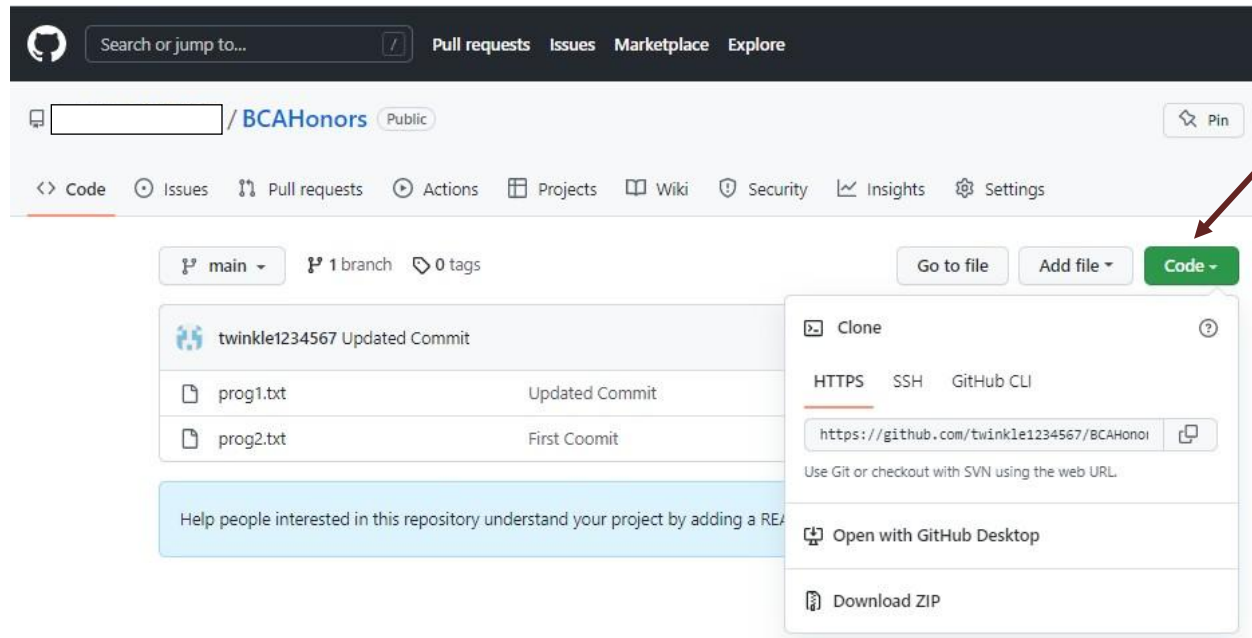 Search or jump to... / Pull requests Issues Marketplace Explore
/ BCAHonors Public Pin
<> Code Issues Pull requests Actions Projects Wiki Security Insights Settings
main 1 branch 0 tags Go to file Add file Code
twinkle1234567 Updated Commit
prog1.txt Updated Commit
prog2.txt First Coomit
Help people interested in this repository understand your project by adding a REA
Clone ?
HTTPS SSH GitHub CLI
https://github.com/twinkle1234567/BCAHonor
Use Git or checkout with SVN using the web URL.
Open with GitHub Desktop
Download ZIP